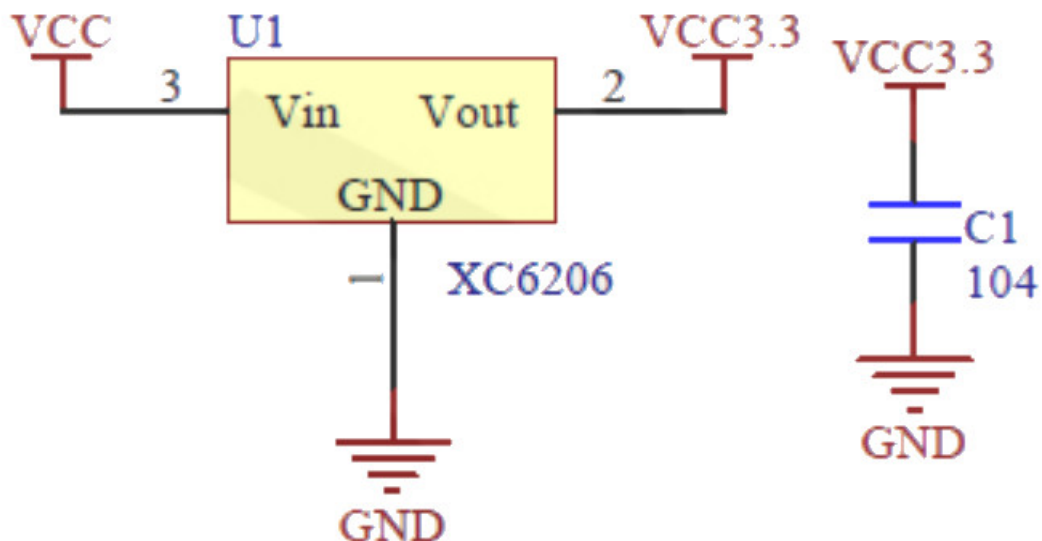 VCC
U1
VCC3.3
3
Vin
Vout
2
GND
1
XC6206
GND
VCC3.3
C1
104
GND